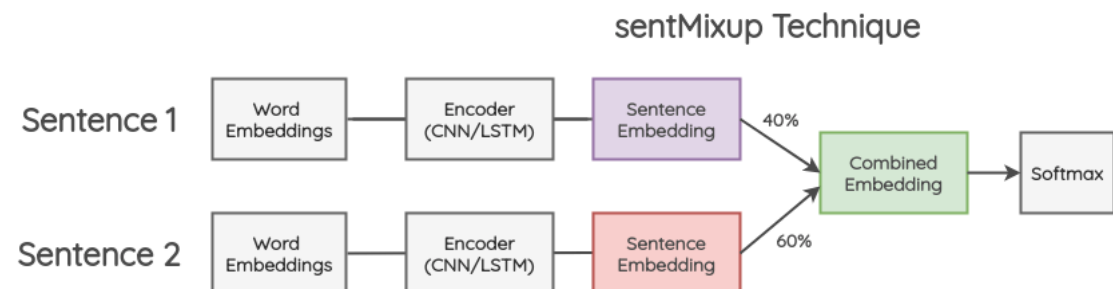 sentMixup Technique
Sentence 1
Word
Embeddings
Encoder
(CNN/LSTM)
Sentence
Embedding
40%
Combined
Embedding
Softmax
Sentence 2
Word
Embeddings
Encoder
(CNN/LSTM)
Sentence
Embedding
60%